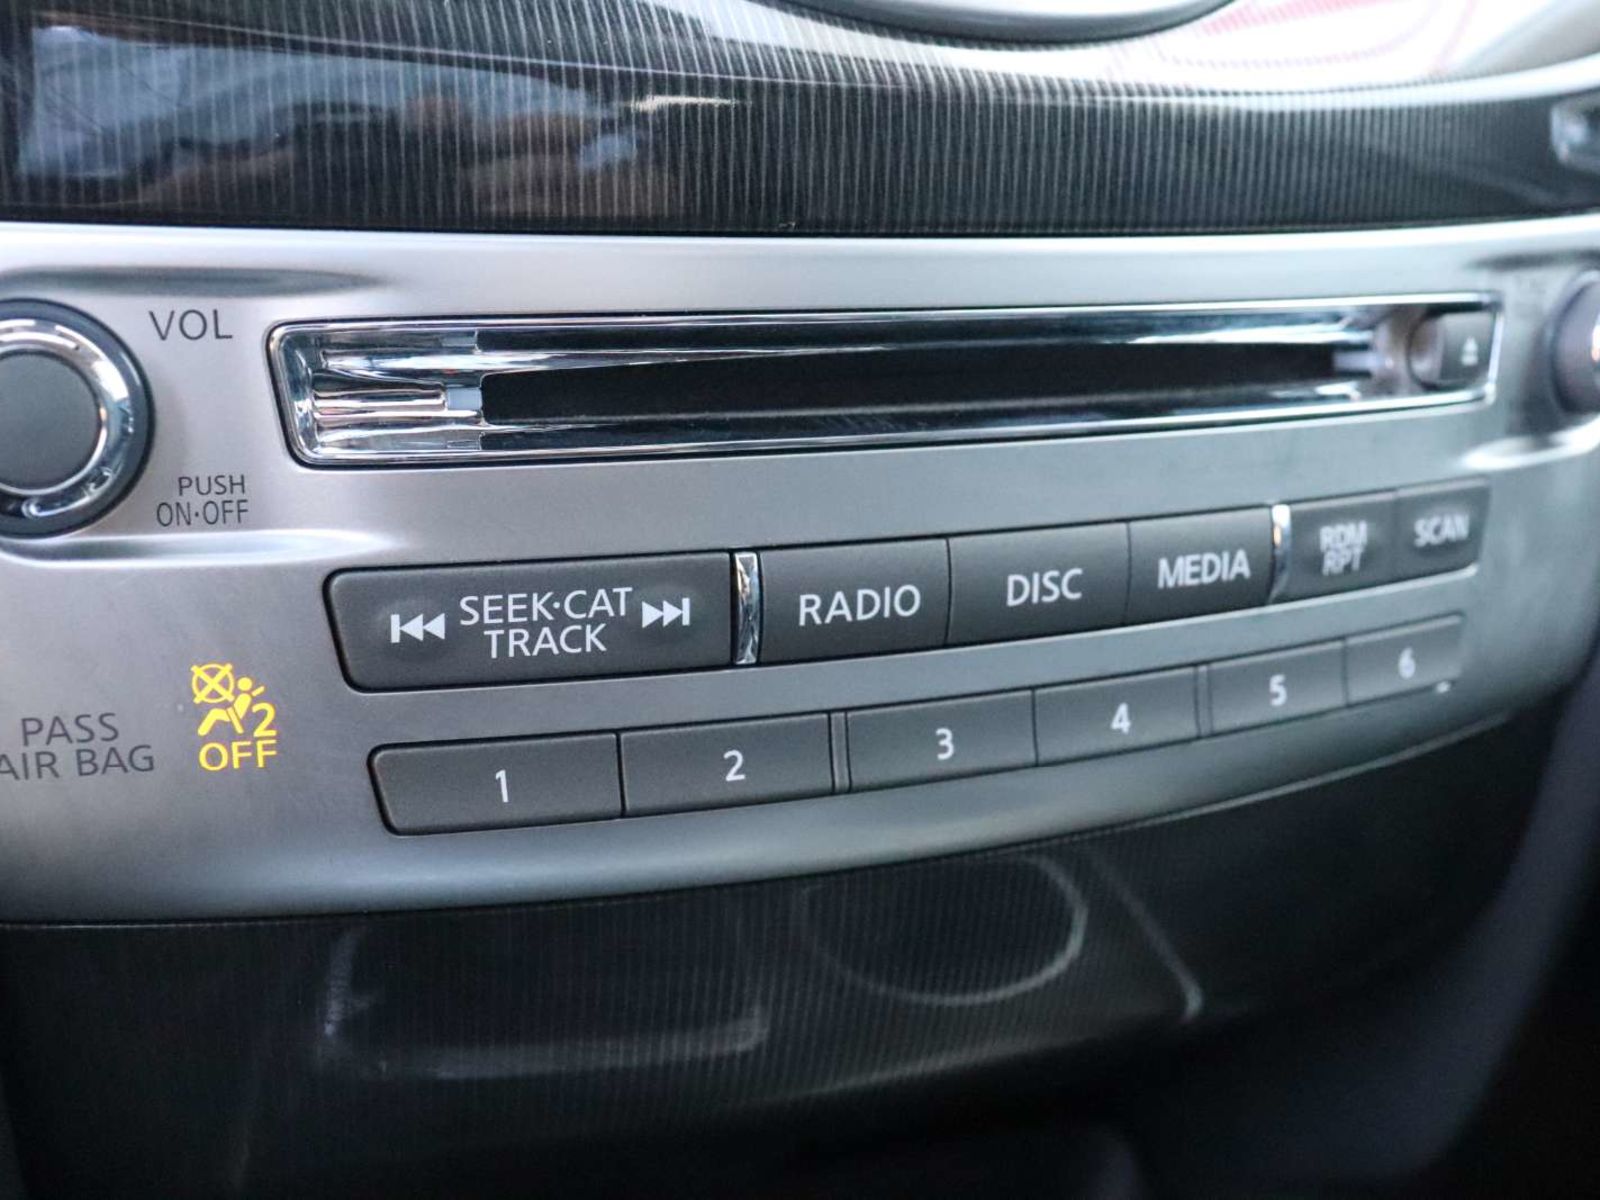 VOL
PUSH
ON·OFF
SEEK·CAT
TRACK
RADIO
DISC
MEDIA
RDM
RPT
SCAN
PASS
AIR BAG
2
OFF
1
2
3
4
5
6